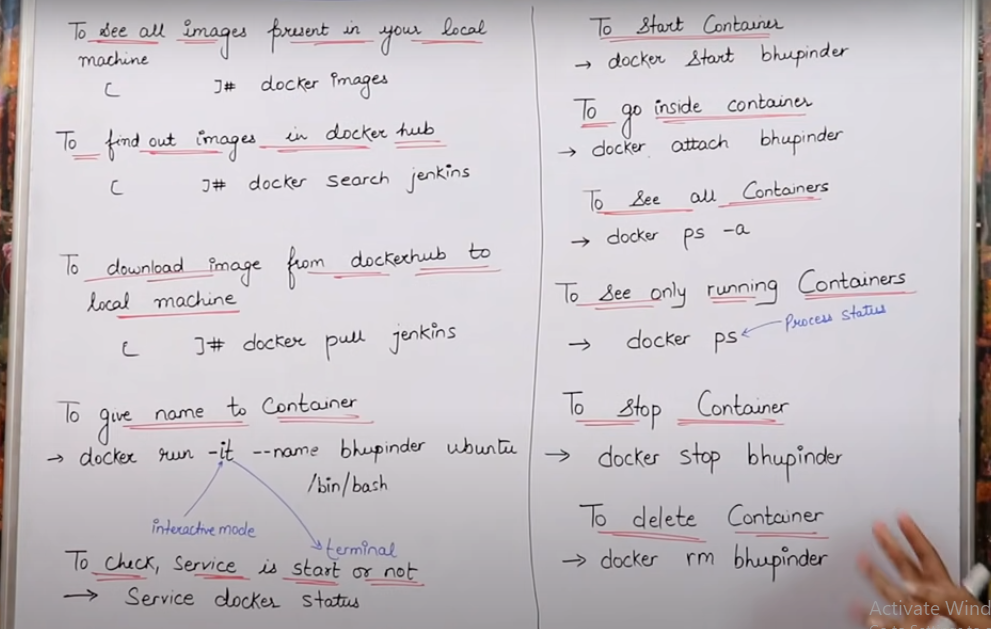 To see all images present in your local
machine
[ ]# docker images
To find out images in docker hub
[ ]# docker search jenkins
To download image from dockerhub to
local machine
[ ]# docker pull jenkins
To give name to Container
→ docker run -it --name bhupinder ubuntu
/bin/bash
interactive mode
terminal
To check, service is start or not
→ Service docker status
To Start Container
→ docker start bhupinder
To go inside container
→ docker attach bhupinder
To see all Containers
→ docker ps -a
To see only running Containers
→ docker ps
Process status
To stop Container
→ docker stop bhupinder
To delete Container
→ docker rm bhupinder
Activate Wind